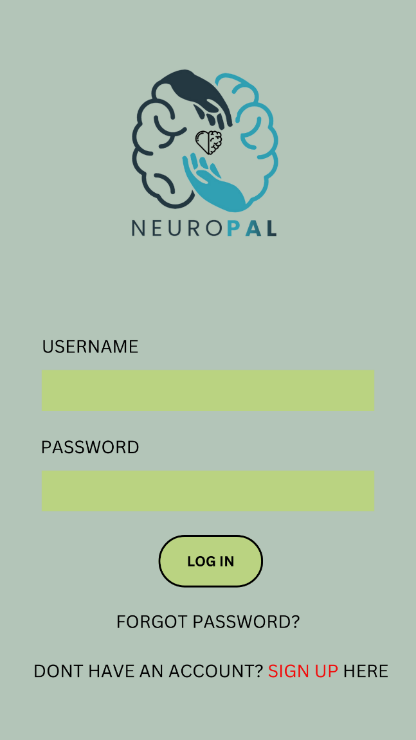 NEUROPAL
USERNAME
PASSWORD
LOG IN
FORGOT PASSWORD?
DONT HAVE AN ACCOUNT? SIGN UP HERE